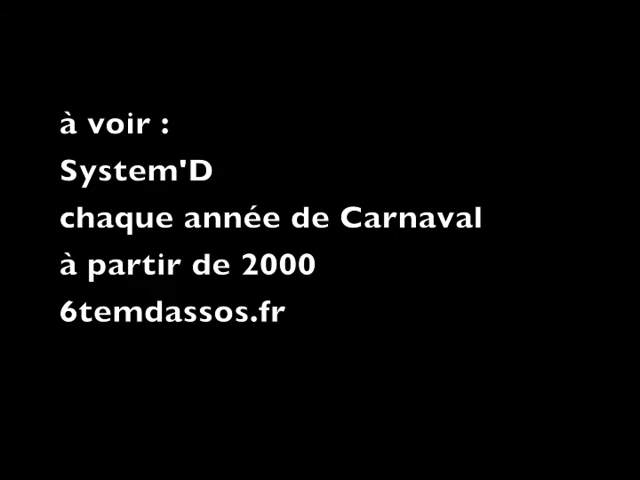 à voir :
System'D
chaque année de Carnaval
à partir de 2000
6temdassos.fr